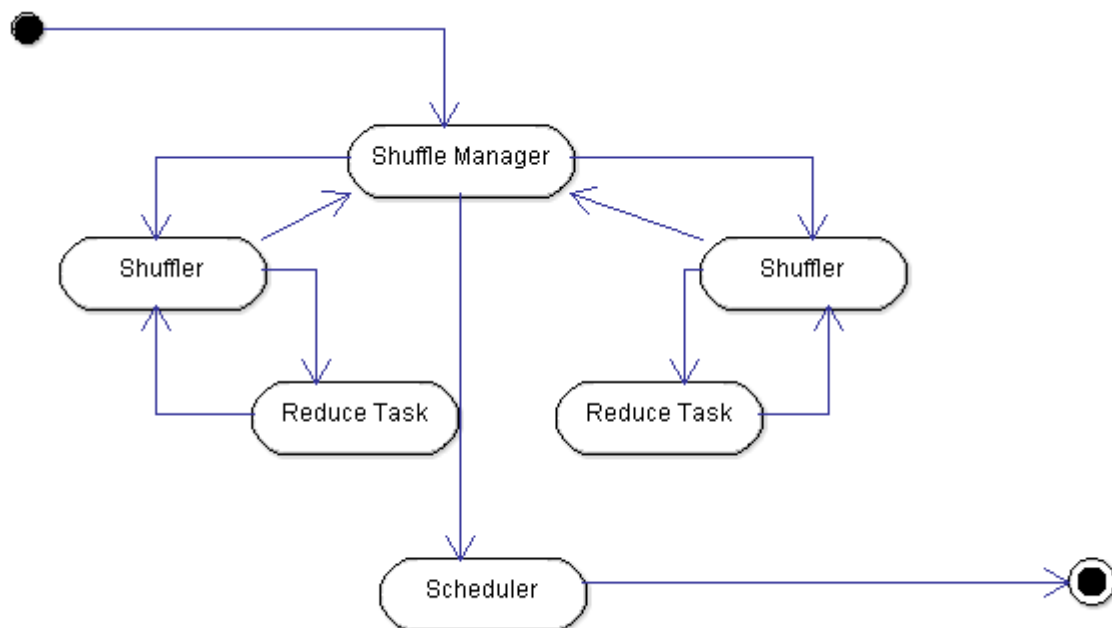 Shuffle Manager
Shuffler
Shuffler
Reduce Task
Reduce Task
Scheduler